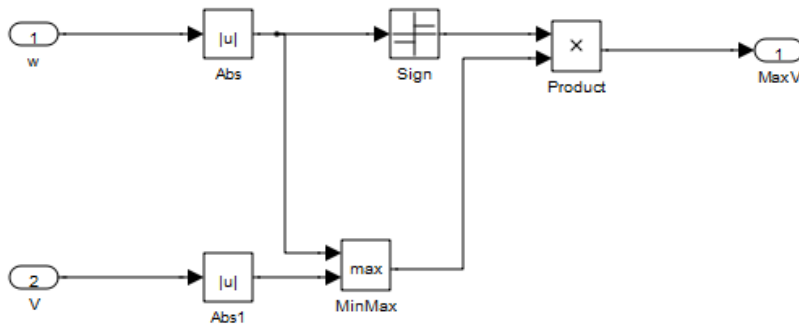 1
w
|u|
Abs
Sign
×
Product
1
MaxV
2
V
|u|
Abs1
max
MinMax